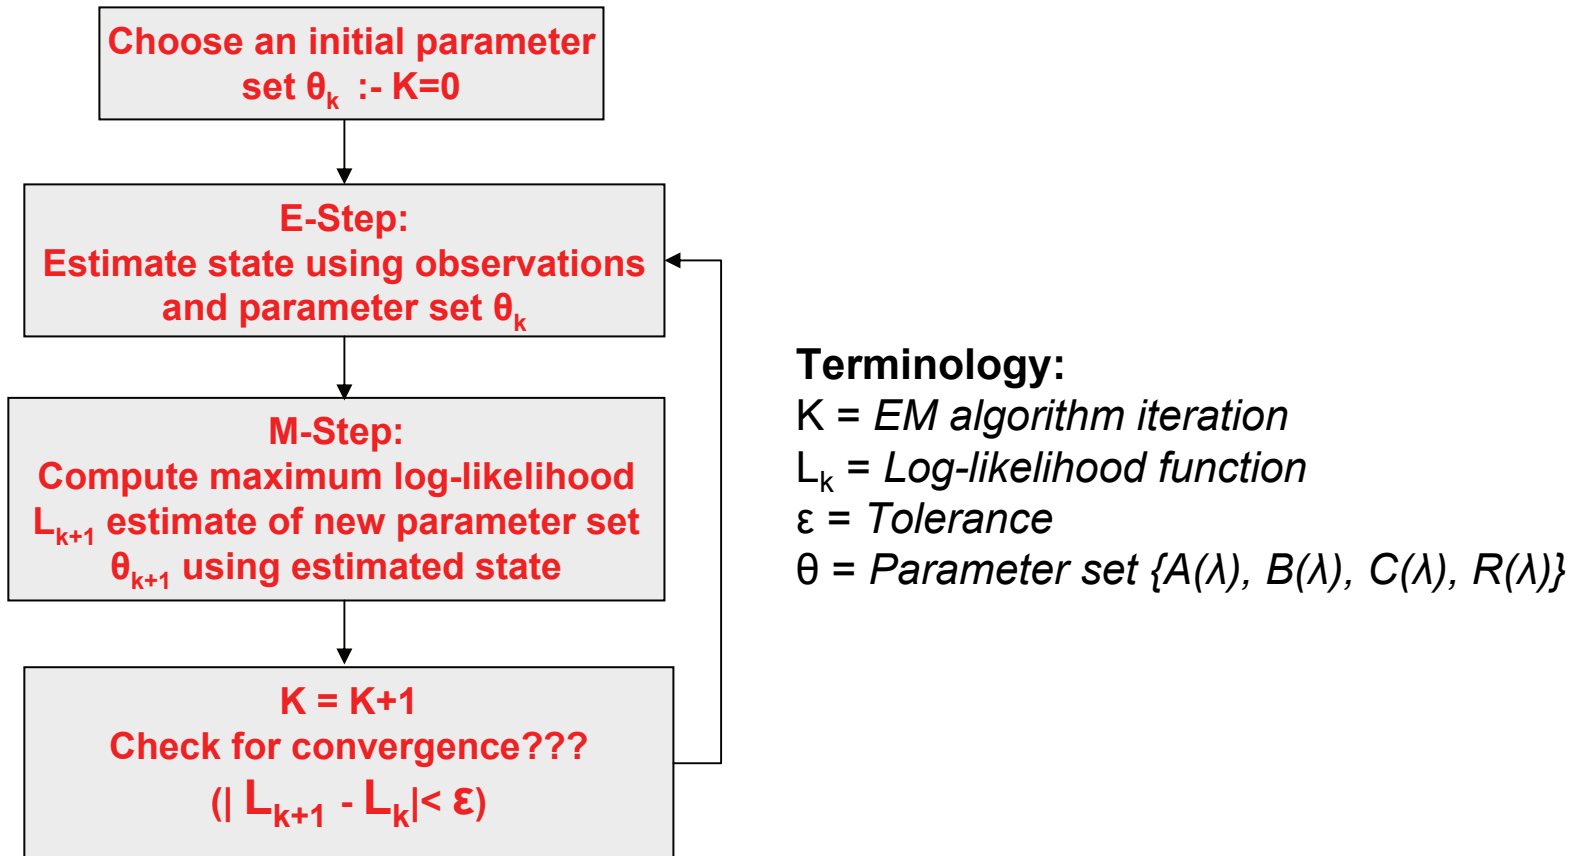 Choose an initial parameter
set θk :- K=0
E-Step:
Estimate state using observations
and parameter set θk
M-Step:
Compute maximum log-likelihood
Lk+1 estimate of new parameter set
θk+1 using estimated state
K = K+1
Check for convergence???
(| Lk+1 - Lk|< ε)
Terminology:
K = EM algorithm iteration
Lk = Log-likelihood function
ε = Tolerance
θ = Parameter set {A(λ), B(λ), C(λ), R(λ)}